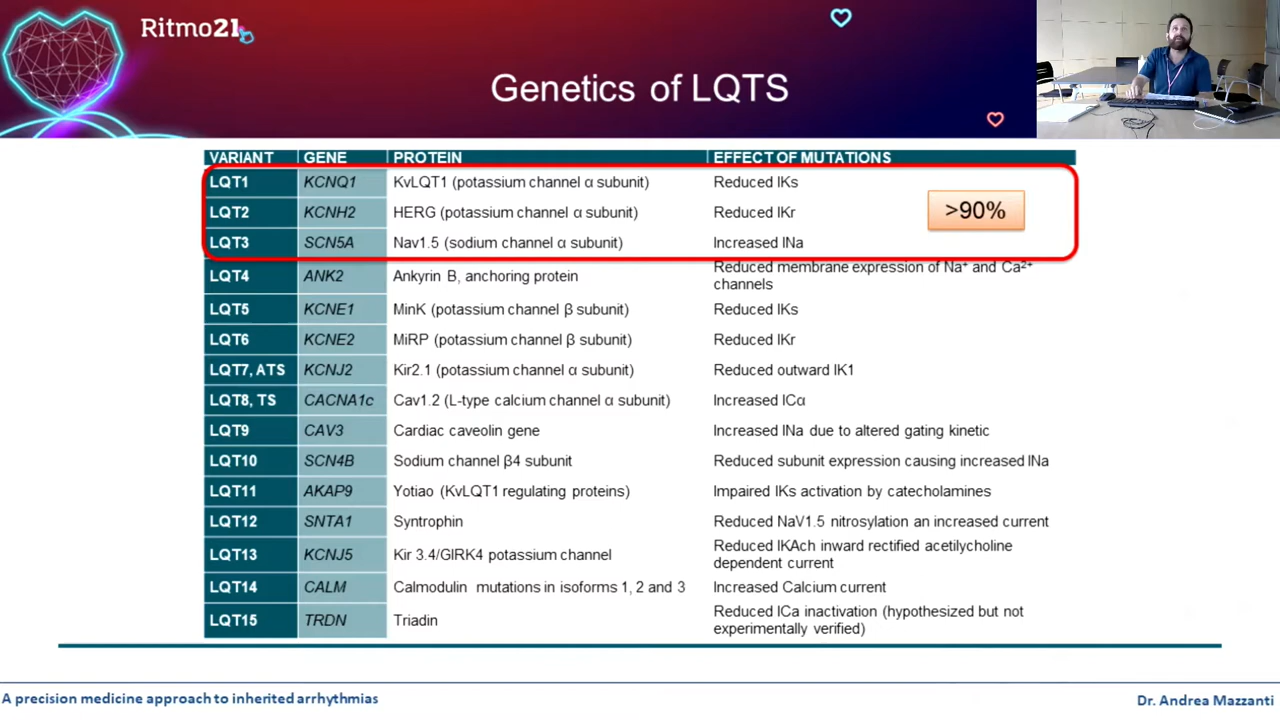 Ritmo21
Genetics of LQTS
VARIANT GENE PROTEIN EFFECT OF MUTATIONS
LQT1 KCNQ1 KvLQT1 (potassium channel α subunit) Reduced IKs
>90%
LQT2 KCNH2 HERG (potassium channel α subunit) Reduced IKr
LQT3 SCN5A Nav1.5 (sodium channel α subunit) Increased INa
LQT4 ANK2 Ankyrin B, anchoring protein Reduced membrane expression of Na⁺ and Ca²⁺
channels
LQT5 KCNE1 MinK (potassium channel β subunit) Reduced IKs
LQT6 KCNE2 MiRP (potassium channel β subunit) Reduced IKr
LQT7, ATS KCNJ2 Kir2.1 (potassium channel α subunit) Reduced outward IK1
LQT8, TS CACNA1c Cav1.2 (L-type calcium channel α subunit) Increased ICα
LQT9 CAV3 Cardiac caveolin gene Increased INa due to altered gating kinetic
LQT10 SCN4B Sodium channel β4 subunit Reduced subunit expression causing increased INa
LQT11 AKAP9 Yotiao (KvLQT1 regulating proteins) Impaired IKs activation by catecholamines
LQT12 SNTA1 Syntrophin Reduced NaV1.5 nitrosylation an increased current
LQT13 KCNJ5 Kir 3.4/GIRK4 potassium channel Reduced IKAch inward rectified acetilycholine
dependent current
LQT14 CALM Calmodulin mutations in isoforms 1, 2 and 3 Increased Calcium current
LQT15 TRDN Triadin Reduced ICa inactivation (hypothesized but not
experimentally verified)
A precision medicine approach to inherited arrhythmias
Dr. Andrea Mazzanti